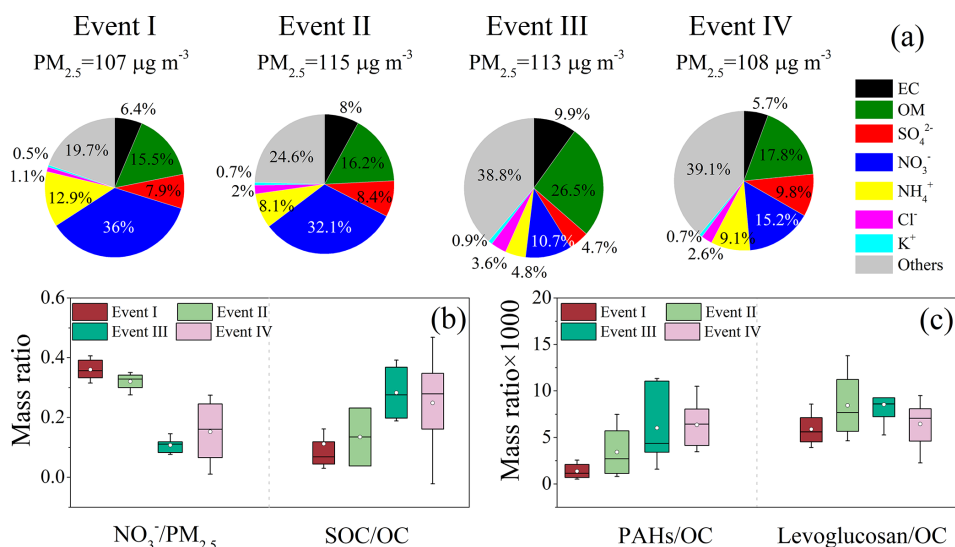 Event I
Event II
Event III
Event IV
(a)
PM2.5=107 μg m-3
PM2.5=115 μg m-3
PM2.5=113 μg m-3
PM2.5=108 μg m-3
6.4%
15.5%
7.9%
36%
12.9%
1.1%
0.5%
19.7%
8%
16.2%
8.4%
32.1%
8.1%
2%
0.7%
24.6%
9.9%
26.5%
4.7%
10.7%
4.8%
3.6%
0.9%
38.8%
5.7%
17.8%
9.8%
15.2%
9.1%
2.6%
0.7%
39.1%
EC
OM
SO4 2-
NO3-
NH4+
Cl-
K+
Others
(b)
Event I
Event II
Event III
Event IV
Mass ratio
0.6
0.4
0.2
0.0
NO3-/PM2.5
SOC/OC
(c)
Event I
Event II
Event III
Event IV
Mass ratio×1000
20
15
10
5
0
PAHs/OC
Levoglucosan/OC